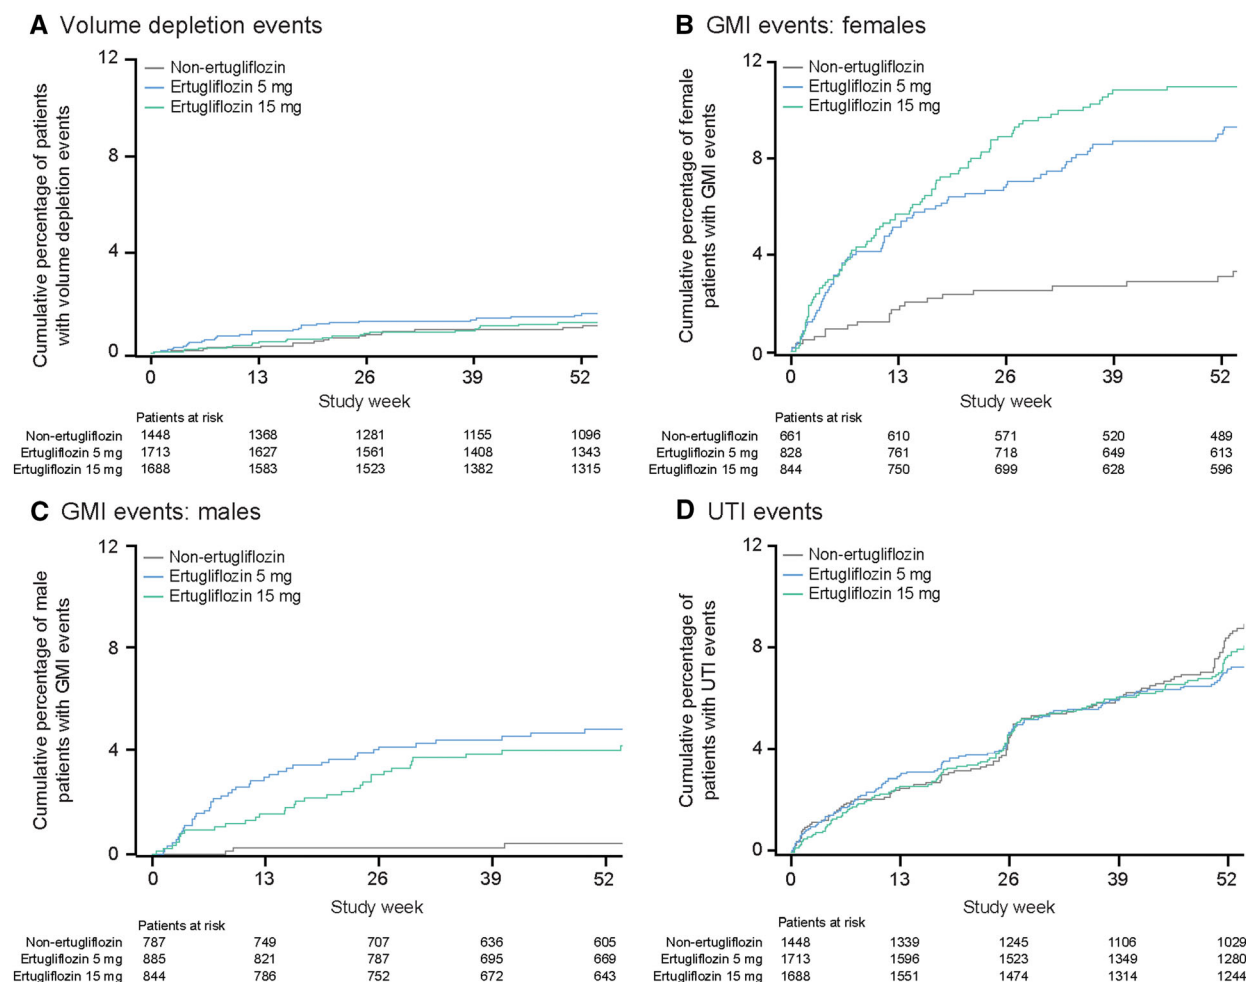 A Volume depletion events
Cumulative percentage of patients
with volume depletion events
12
8
4
0
Non-ertugliflozin
Ertugliflozin 5 mg
Ertugliflozin 15 mg
0 13 26 39 52
Study week
Patients at risk
Non-ertugliflozin 1448 1368 1281 1155 1096
Ertugliflozin 5 mg 1713 1627 1561 1408 1343
Ertugliflozin 15 mg 1688 1583 1523 1382 1315
B GMI events: females
Cumulative percentage of female
patients with GMI events
12
8
4
0
Non-ertugliflozin
Ertugliflozin 5 mg
Ertugliflozin 15 mg
0 13 26 39 52
Study week
Patients at risk
Non-ertugliflozin 661 610 571 520 489
Ertugliflozin 5 mg 828 761 718 649 613
Ertugliflozin 15 mg 844 750 699 628 596
C GMI events: males
Cumulative percentage of male
patients with GMI events
12
8
4
0
Non-ertugliflozin
Ertugliflozin 5 mg
Ertugliflozin 15 mg
0 13 26 39 52
Study week
Patients at risk
Non-ertugliflozin 787 749 707 636 605
Ertugliflozin 5 mg 885 821 787 695 669
Ertugliflozin 15 mg 844 786 752 672 643
D UTI events
Cumulative percentage of
patients with UTI events
12
8
4
0
Non-ertugliflozin
Ertugliflozin 5 mg
Ertugliflozin 15 mg
0 13 26 39 52
Study week
Patients at risk
Non-ertugliflozin 1448 1339 1245 1106 1029
Ertugliflozin 5 mg 1713 1596 1523 1349 1280
Ertugliflozin 15 mg 1688 1551 1474 1314 1244